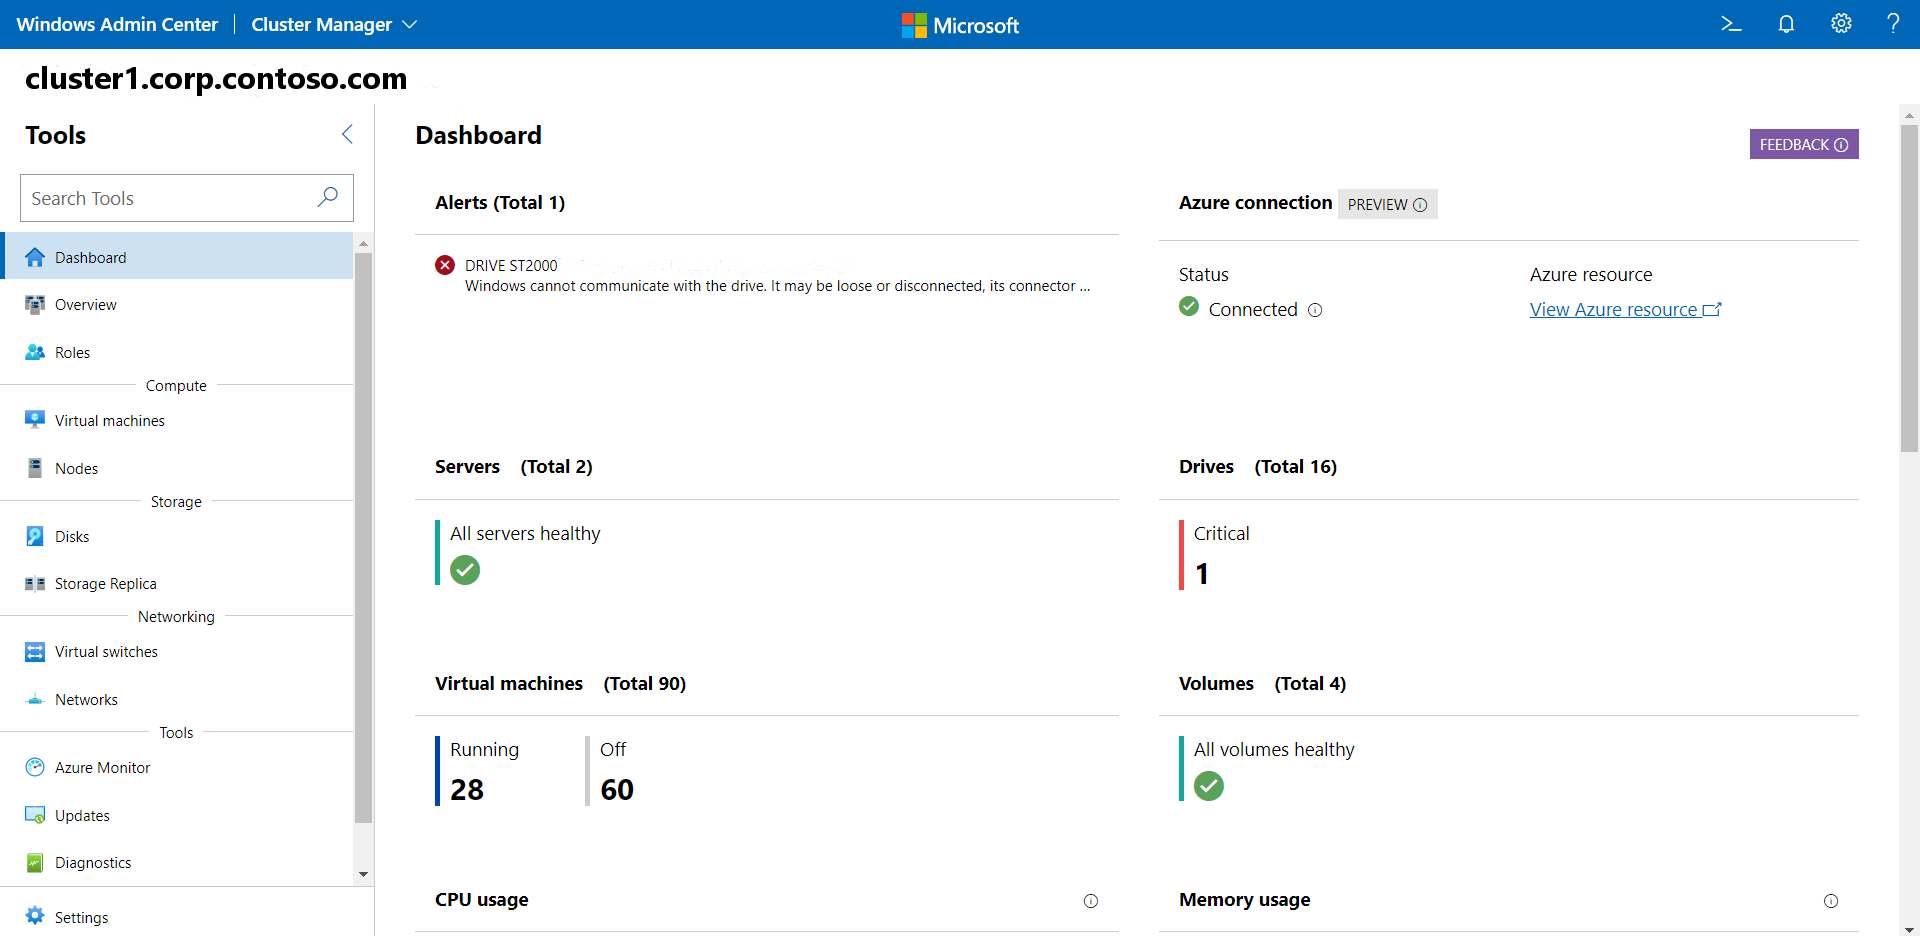 Windows Admin Center Cluster Manager Microsoft
cluster1.corp.contoso.com
Tools
Search Tools
Dashboard
Overview
Roles
Compute
Virtual machines
Nodes
Storage
Disks
Storage Replica
Networking
Virtual switches
Networks
Tools
Azure Monitor
Updates
Diagnostics
Settings
Dashboard
FEEDBACK
Alerts (Total 1)
DRIVE ST2000
Windows cannot communicate with the drive. It may be loose or disconnected, its connector ...
Azure connection PREVIEW
Status
Connected
Azure resource
View Azure resource
Servers (Total 2)
All servers healthy
Drives (Total 16)
Critical
1
Virtual machines (Total 90)
Running
28
Off
60
Volumes (Total 4)
All volumes healthy
CPU usage
Memory usage